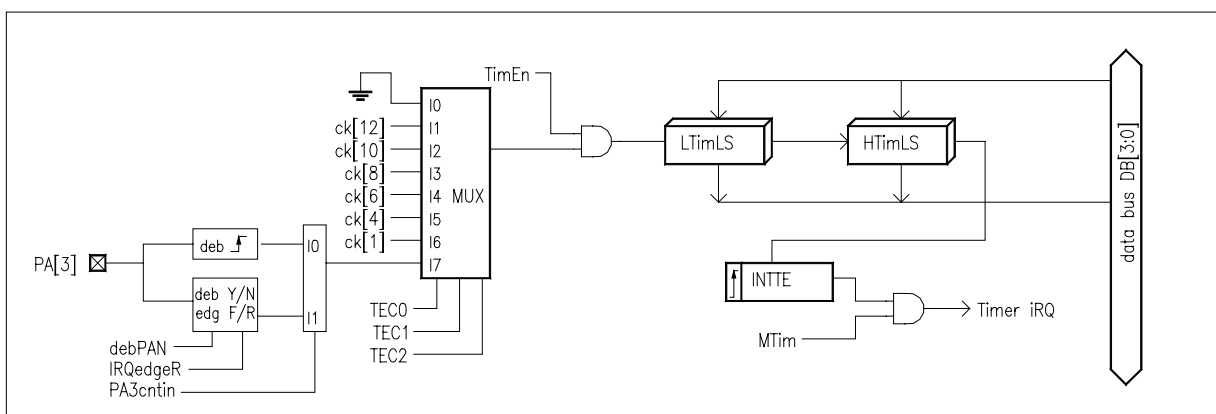 TimEn
I0
ck[12] I1
ck[10] I2
ck[8] I3
ck[6] I4 MUX
ck[4] I5
ck[1] I6
I7
LTimLS
HTimLS
data bus DB[3:0]
PA[3]
deb
I0
deb Y/N
edg F/R
I1
debPAN
IRQedgeR
PA3cntin
TEC0
TEC1
TEC2
INTTE
MTim
Timer iRQ